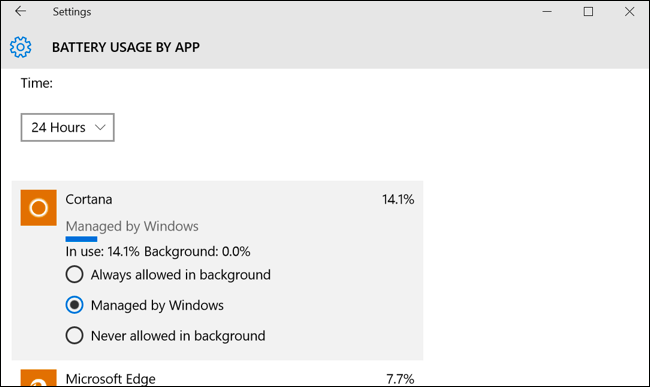 Settings
BATTERY USAGE BY APP
Time:
24 Hours
Cortana 14.1%
Managed by Windows
In use: 14.1% Background: 0.0%
Always allowed in background
Managed by Windows
Never allowed in background
Microsoft Edge 7.7%